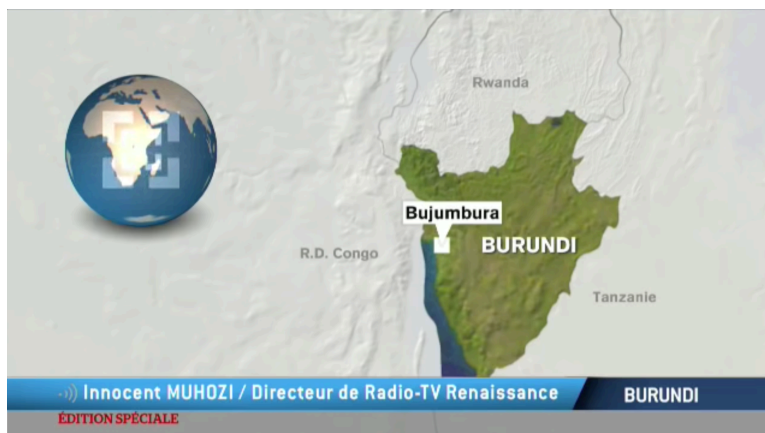 Rwanda
Bujumbura
BURUNDI
R.D. Congo
Tanzanie
Innocent MUHOZI / Directeur de Radio-TV Renaissance
BURUNDI
ÉDITION SPÉCIALE